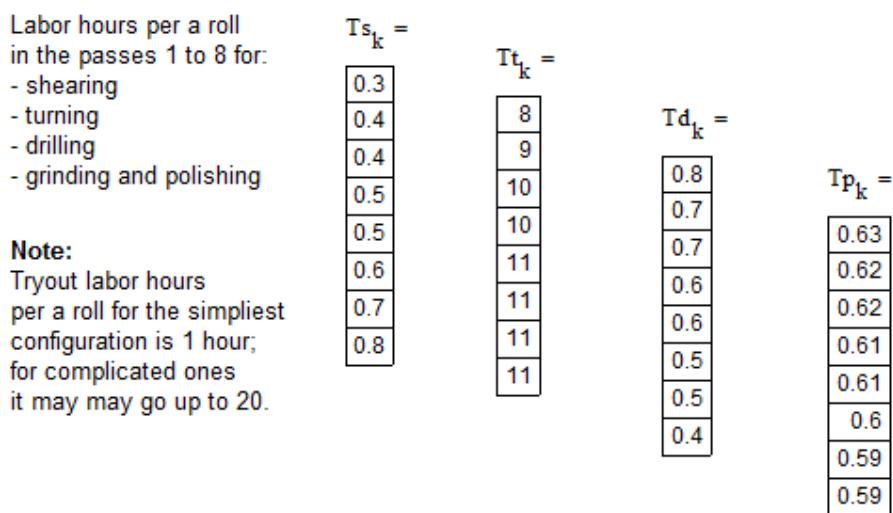 Labor hours per a roll
in the passes 1 to 8 for:
- shearing
- turning
- drilling
- grinding and polishing
Note:
Tryout labor hours
per a roll for the simpliest
configuration is 1 hour;
for complicated ones
it may may go up to 20.
Ts_k =
0.3
0.4
0.4
0.5
0.5
0.6
0.7
0.8
Tt_k =
8
9
10
10
11
11
11
11
Td_k =
0.8
0.7
0.7
0.6
0.6
0.5
0.5
0.4
Tp_k =
0.63
0.62
0.62
0.61
0.61
0.6
0.59
0.59